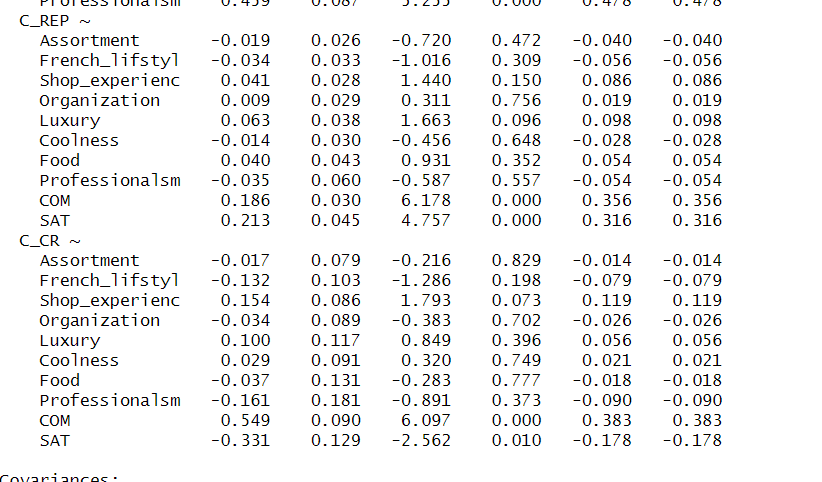 Professionalsm 0.459 0.087 5.255 0.000 0.478 0.478
C_REP ~
Assortment -0.019 0.026 -0.720 0.472 -0.040 -0.040
French_lifstyl -0.034 0.033 -1.016 0.309 -0.056 -0.056
Shop_experienc 0.041 0.028 1.440 0.150 0.086 0.086
Organization 0.009 0.029 0.311 0.756 0.019 0.019
Luxury 0.063 0.038 1.663 0.096 0.098 0.098
Coolness -0.014 0.030 -0.456 0.648 -0.028 -0.028
Food 0.040 0.043 0.931 0.352 0.054 0.054
Professionalsm -0.035 0.060 -0.587 0.557 -0.054 -0.054
COM 0.186 0.030 6.178 0.000 0.356 0.356
SAT 0.213 0.045 4.757 0.000 0.316 0.316
C_CR ~
Assortment -0.017 0.079 -0.216 0.829 -0.014 -0.014
French_lifstyl -0.132 0.103 -1.286 0.198 -0.079 -0.079
Shop_experienc 0.154 0.086 1.793 0.073 0.119 0.119
Organization -0.034 0.089 -0.383 0.702 -0.026 -0.026
Luxury 0.100 0.117 0.849 0.396 0.056 0.056
Coolness 0.029 0.091 0.320 0.749 0.021 0.021
Food -0.037 0.131 -0.283 0.777 -0.018 -0.018
Professionalsm -0.161 0.181 -0.891 0.373 -0.090 -0.090
COM 0.549 0.090 6.097 0.000 0.383 0.383
SAT -0.331 0.129 -2.562 0.010 -0.178 -0.178
Covariances: